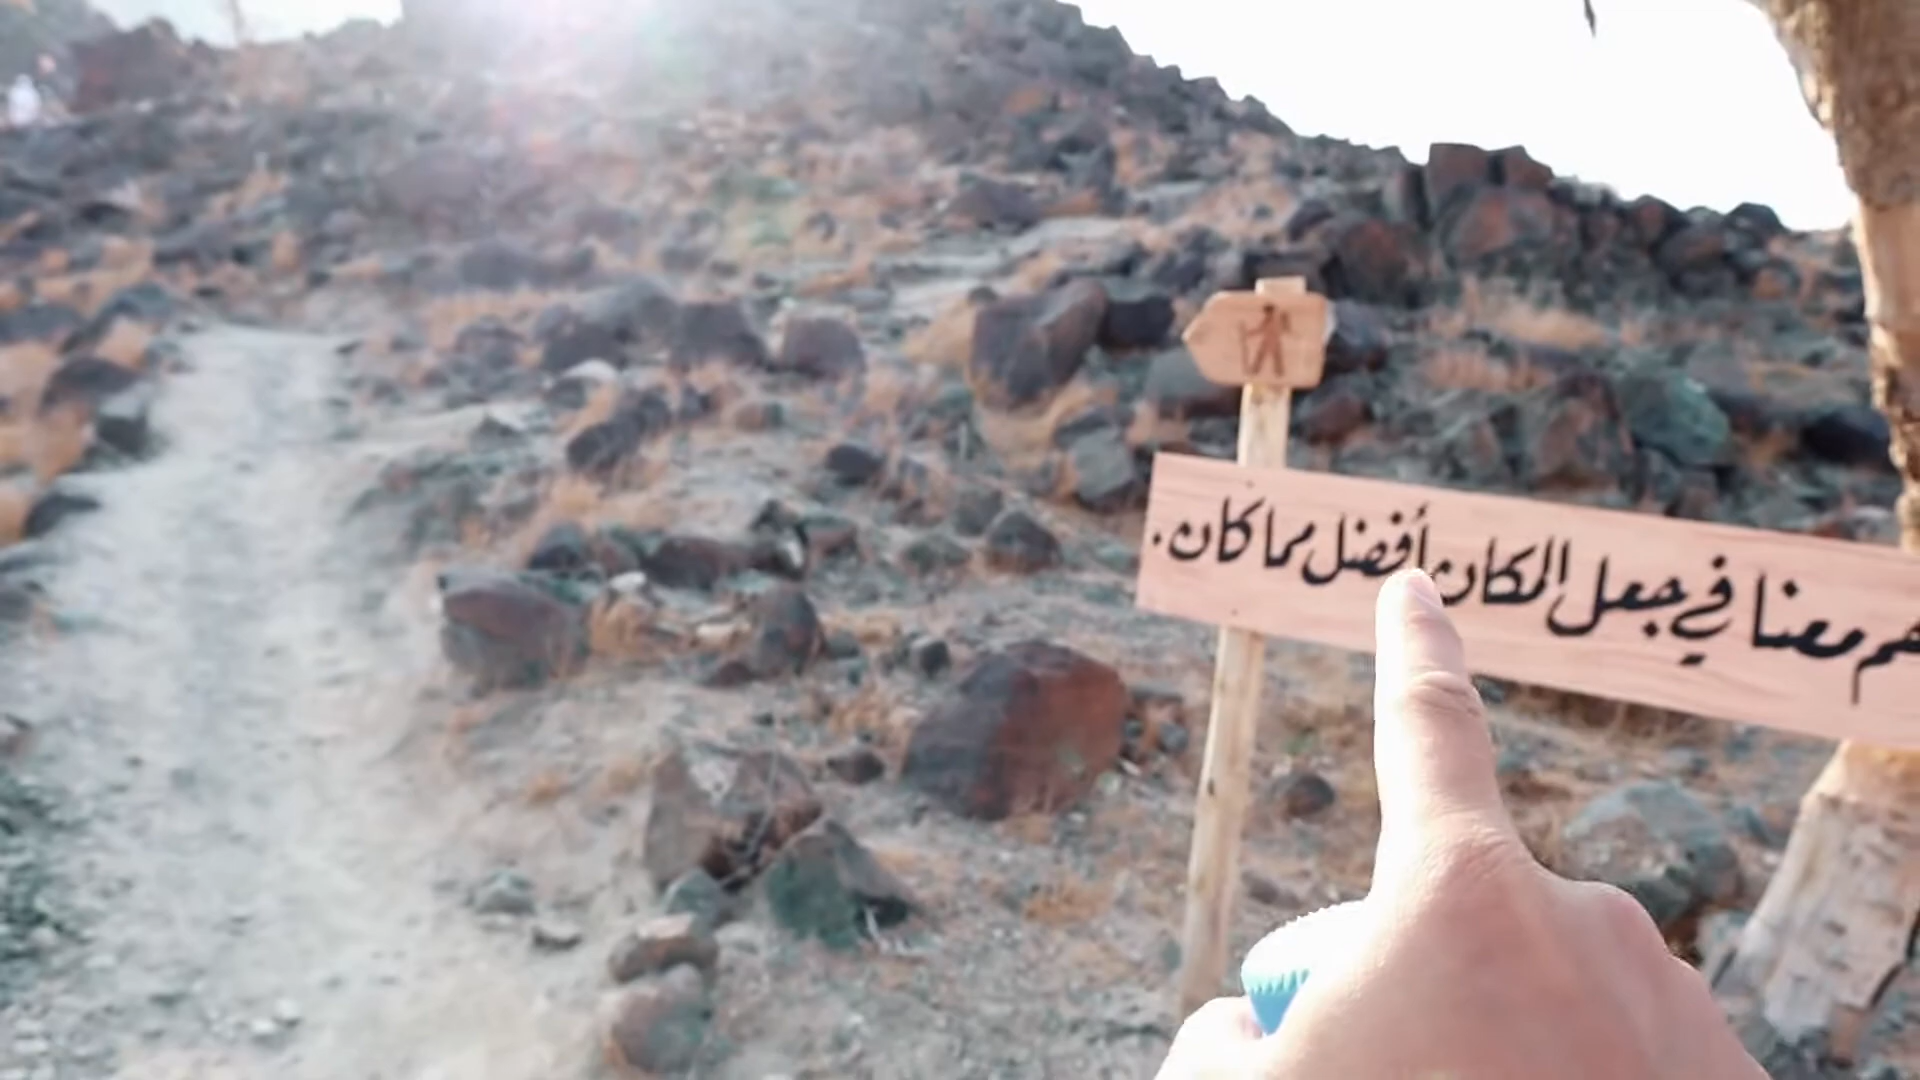 معنا في جعل المكان أفضل مما كان.